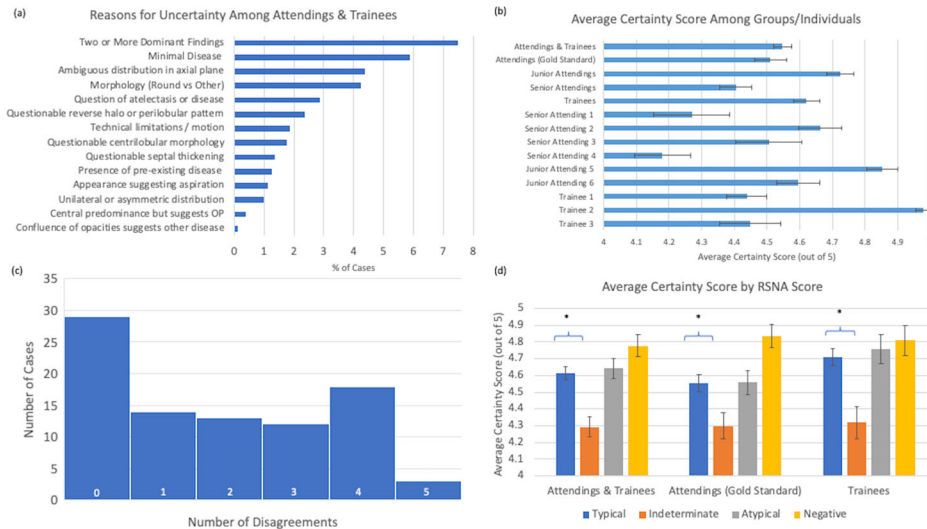 (a)
Reasons for Uncertainty Among Attendings & Trainees
Two or More Dominant Findings
Minimal Disease
Ambiguous distribution in axial plane
Morphology (Round vs Other)
Question of atelectasis or disease
Questionable reverse halo or perilobular pattern
Technical limitations / motion
Questionable centrilobular morphology
Questionable septal thickening
Presence of pre-existing disease
Appearance suggesting aspiration
Unilateral or asymmetric distribution
Central predominance but suggests OP
Confluence of opacities suggests other disease
0 1 2 3 4 5 6 7 8
% of Cases
(b)
Average Certainty Score Among Groups/Individuals
Attendings & Trainees
Attendings (Gold Standard)
Junior Attendings
Senior Attendings
Trainees
Senior Attending 1
Senior Attending 2
Senior Attending 3
Senior Attending 4
Junior Attending 5
Junior Attending 6
Trainee 1
Trainee 2
Trainee 3
4 4.1 4.2 4.3 4.4 4.5 4.6 4.7 4.8 4.9
Average Certainty Score (out of 5)
(c)
Number of Cases
35
30
25
20
15
10
5
0
0 1 2 3 4 5
Number of Disagreements
(d)
Average Certainty Score by RSNA Score
Average Certainty Score (out of 5)
5
4.9
4.8
4.7
4.6
4.5
4.4
4.3
4.2
4.1
4
* * *
Attendings & Trainees Attendings (Gold Standard) Trainees
Typical Indeterminate Atypical Negative